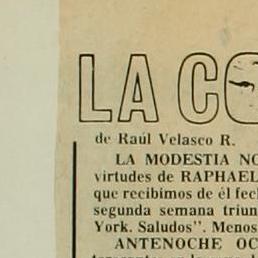 LA CO
de Raúl Velasco R.
LA MODESTIA NO
virtudes de RAPHAEL
que recibimos de él fec
segunda semana triun
York. Saludos". Menos
ANTENOCHE OC